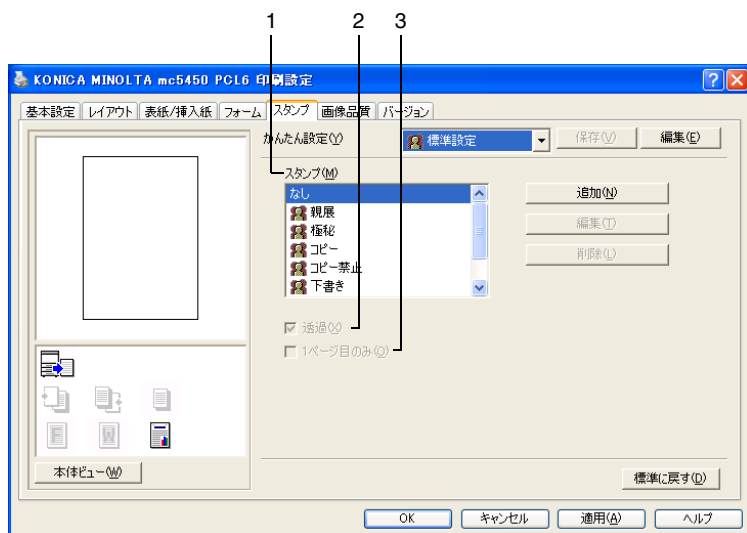 1 2 3
KONICA MINOLTA mc5450 PCL6 印刷設定
基本設定 レイアウト 表紙/挿入紙 フォーム スタンプ 画像品質 バージョン
かんたん設定(Y) 標準設定 保存(V) 編集(E)
スタンプ(M)
なし
親展
極秘
コピー
コピー禁止
下書き
追加(N)
編集(T)
削除(L)
透過(X)
1ページ目のみ(O)
F W
本体ビュー(W)
標準に戻す(D)
OK キャンセル 適用(A) ヘルプ